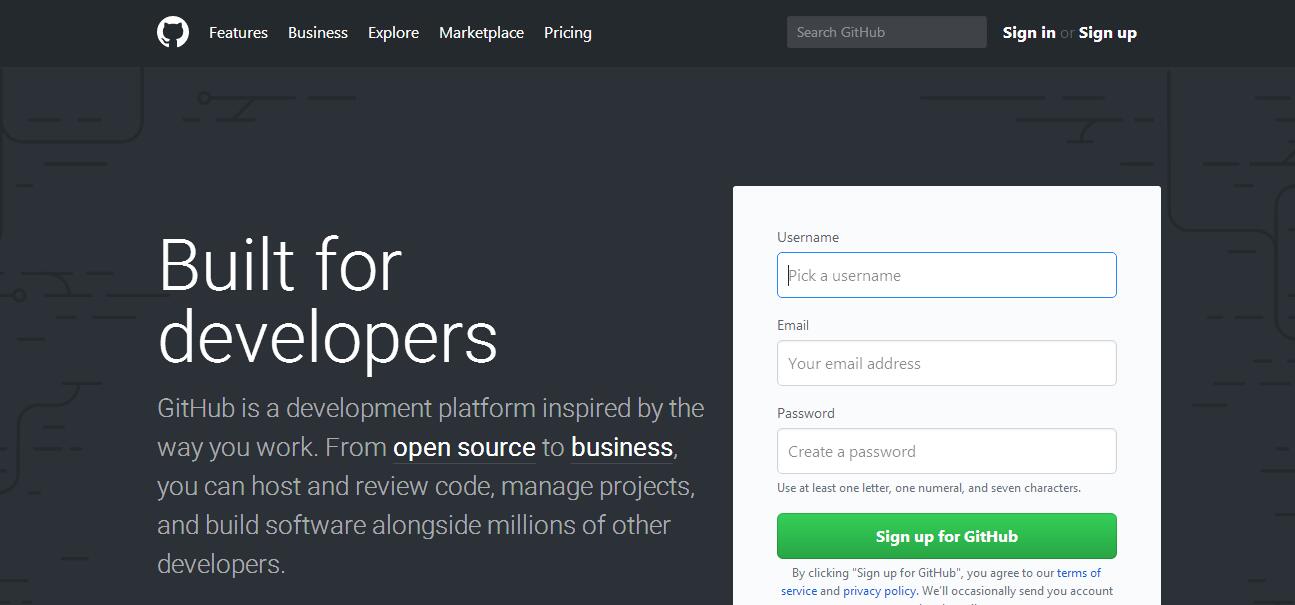 Features Business Explore Marketplace Pricing Search GitHub Sign in or Sign up
Built for
developers
GitHub is a development platform inspired by the
way you work. From open source to business,
you can host and review code, manage projects,
and build software alongside millions of other
developers.
Username
Pick a username
Email
Your email address
Password
Create a password
Use at least one letter, one numeral, and seven characters.
Sign up for GitHub
By clicking "Sign up for GitHub", you agree to our terms of
service and privacy policy. We'll occasionally send you account